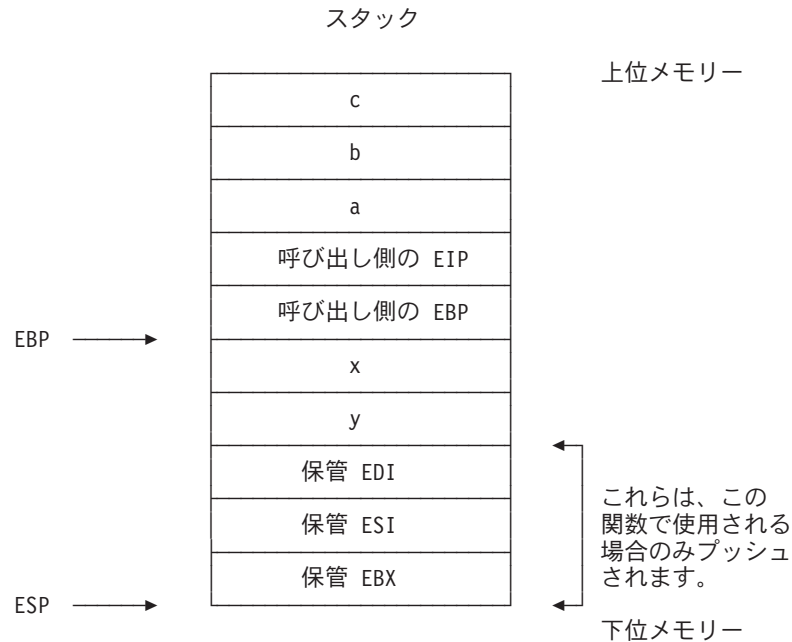 スタック
上位メモリー
c
b
a
呼び出し側の EIP
呼び出し側の EBP
EBP
x
y
保管 EDI
保管 ESI
保管 EBX
これらは、この
関数で使用される
場合のみプッシュ
されます。
ESP
下位メモリー